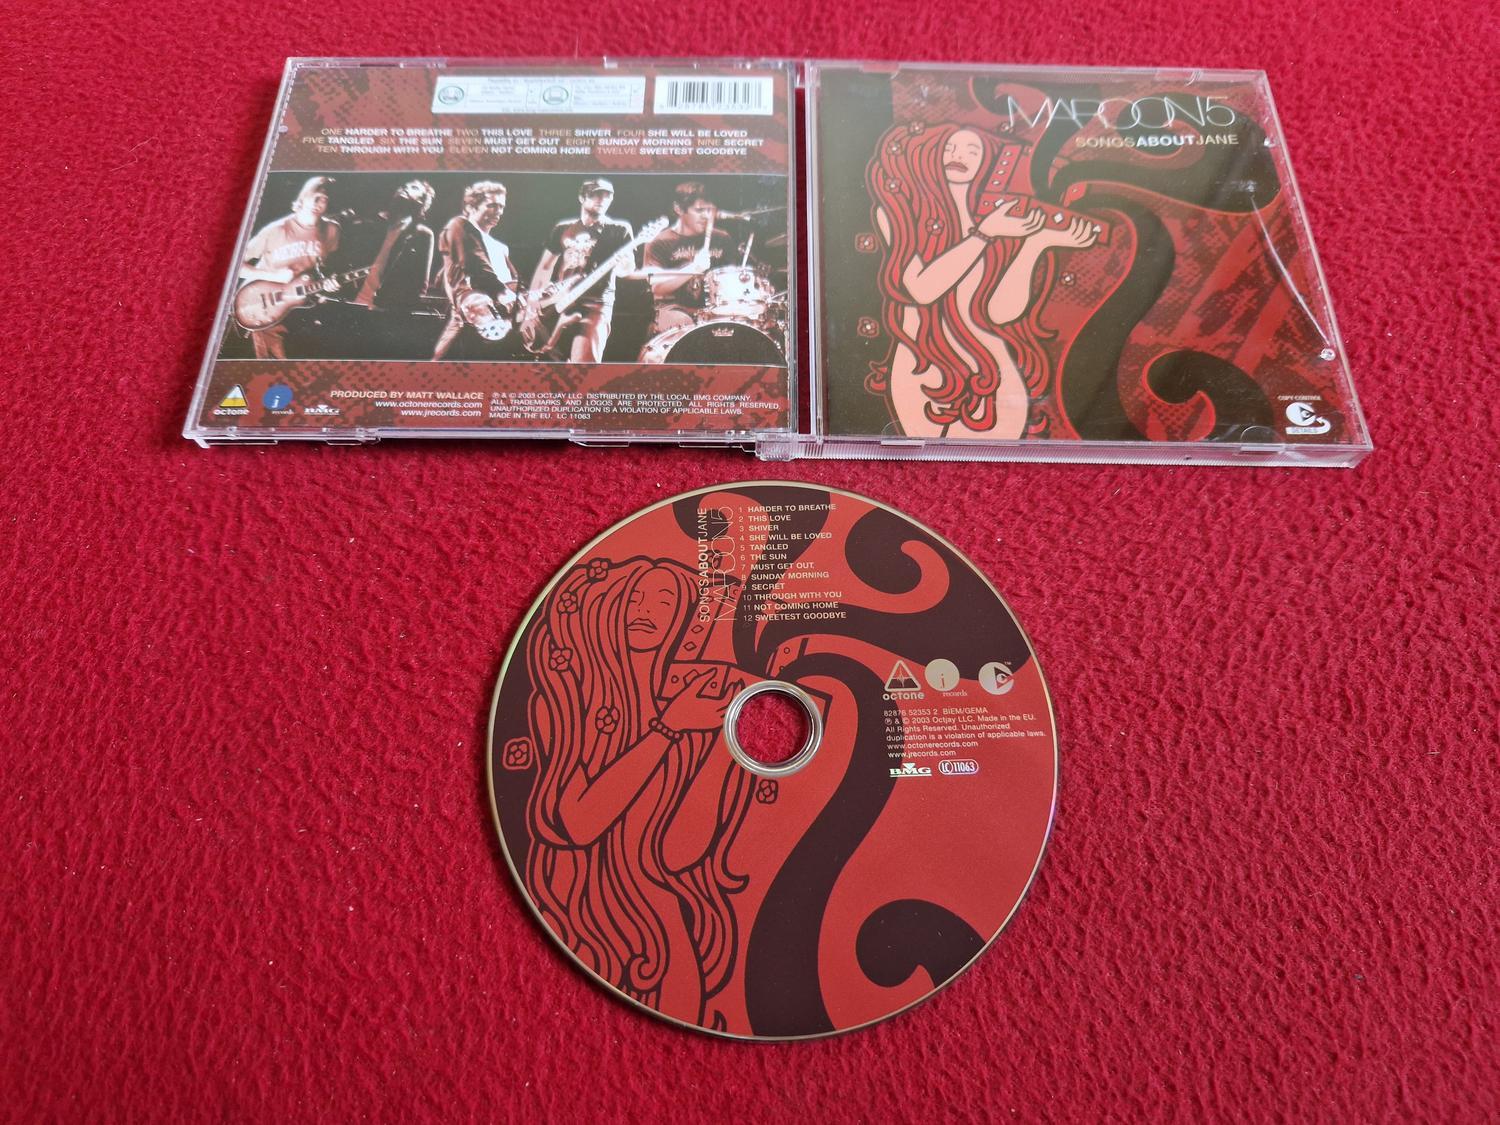 ONE HARDER TO BREATHE TWO THIS LOVE THREE SHIVER FOUR SHE WILL BE LOVED
FIVE TANGLED SIX THE SUN SEVEN MUST GET OUT EIGHT SUNDAY MORNING NINE SECRET
TEN THROUGH WITH YOU ELEVEN NOT COMING HOME TWELVE SWEETEST GOODBYE
octone
j
records
BMG
PRODUCED BY MATT WALLACE
www.octonerecords.com
www.jrecords.com
℗ & © 2003 OCTJAY LLC. DISTRIBUTED BY THE LOCAL BMG COMPANY.
ALL TRADEMARKS AND LOGOS ARE PROTECTED. ALL RIGHTS RESERVED.
UNAUTHORIZED DUPLICATION IS A VIOLATION OF APPLICABLE LAWS.
MADE IN THE EU. LC 11063
MAROON5
SONGSABOUTJANE
COPY CONTROL
DETAILS
SONGSABOUTJANE
MAROON5
1 HARDER TO BREATHE
2 THIS LOVE
3 SHIVER
4 SHE WILL BE LOVED
5 TANGLED
6 THE SUN
7 MUST GET OUT
8 SUNDAY MORNING
9 SECRET
10 THROUGH WITH YOU
11 NOT COMING HOME
12 SWEETEST GOODBYE
octone
j
records
™
82876 52353 2 BIEM/GEMA
℗ & © 2003 Octjay LLC. Made in the EU.
All Rights Reserved. Unauthorized
duplication is a violation of applicable laws.
www.octonerecords.com
www.jrecords.com
BMG
LC 11063